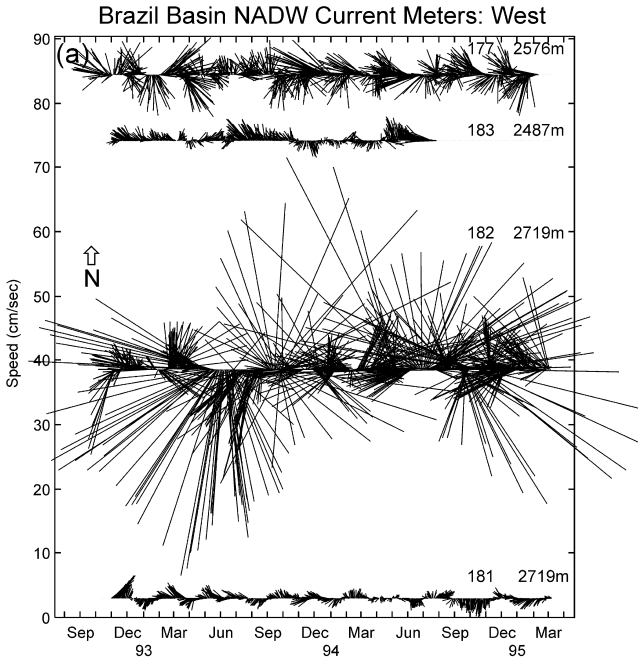 Brazil Basin NADW Current Meters: West
90
(a)
177 2576m
80
183 2487m
70
60
182 2719m
N
50
Speed (cm/sec)
40
30
20
10
181 2719m
0
Sep Dec Mar Jun Sep Dec Mar Jun Sep Dec Mar
93 94 95